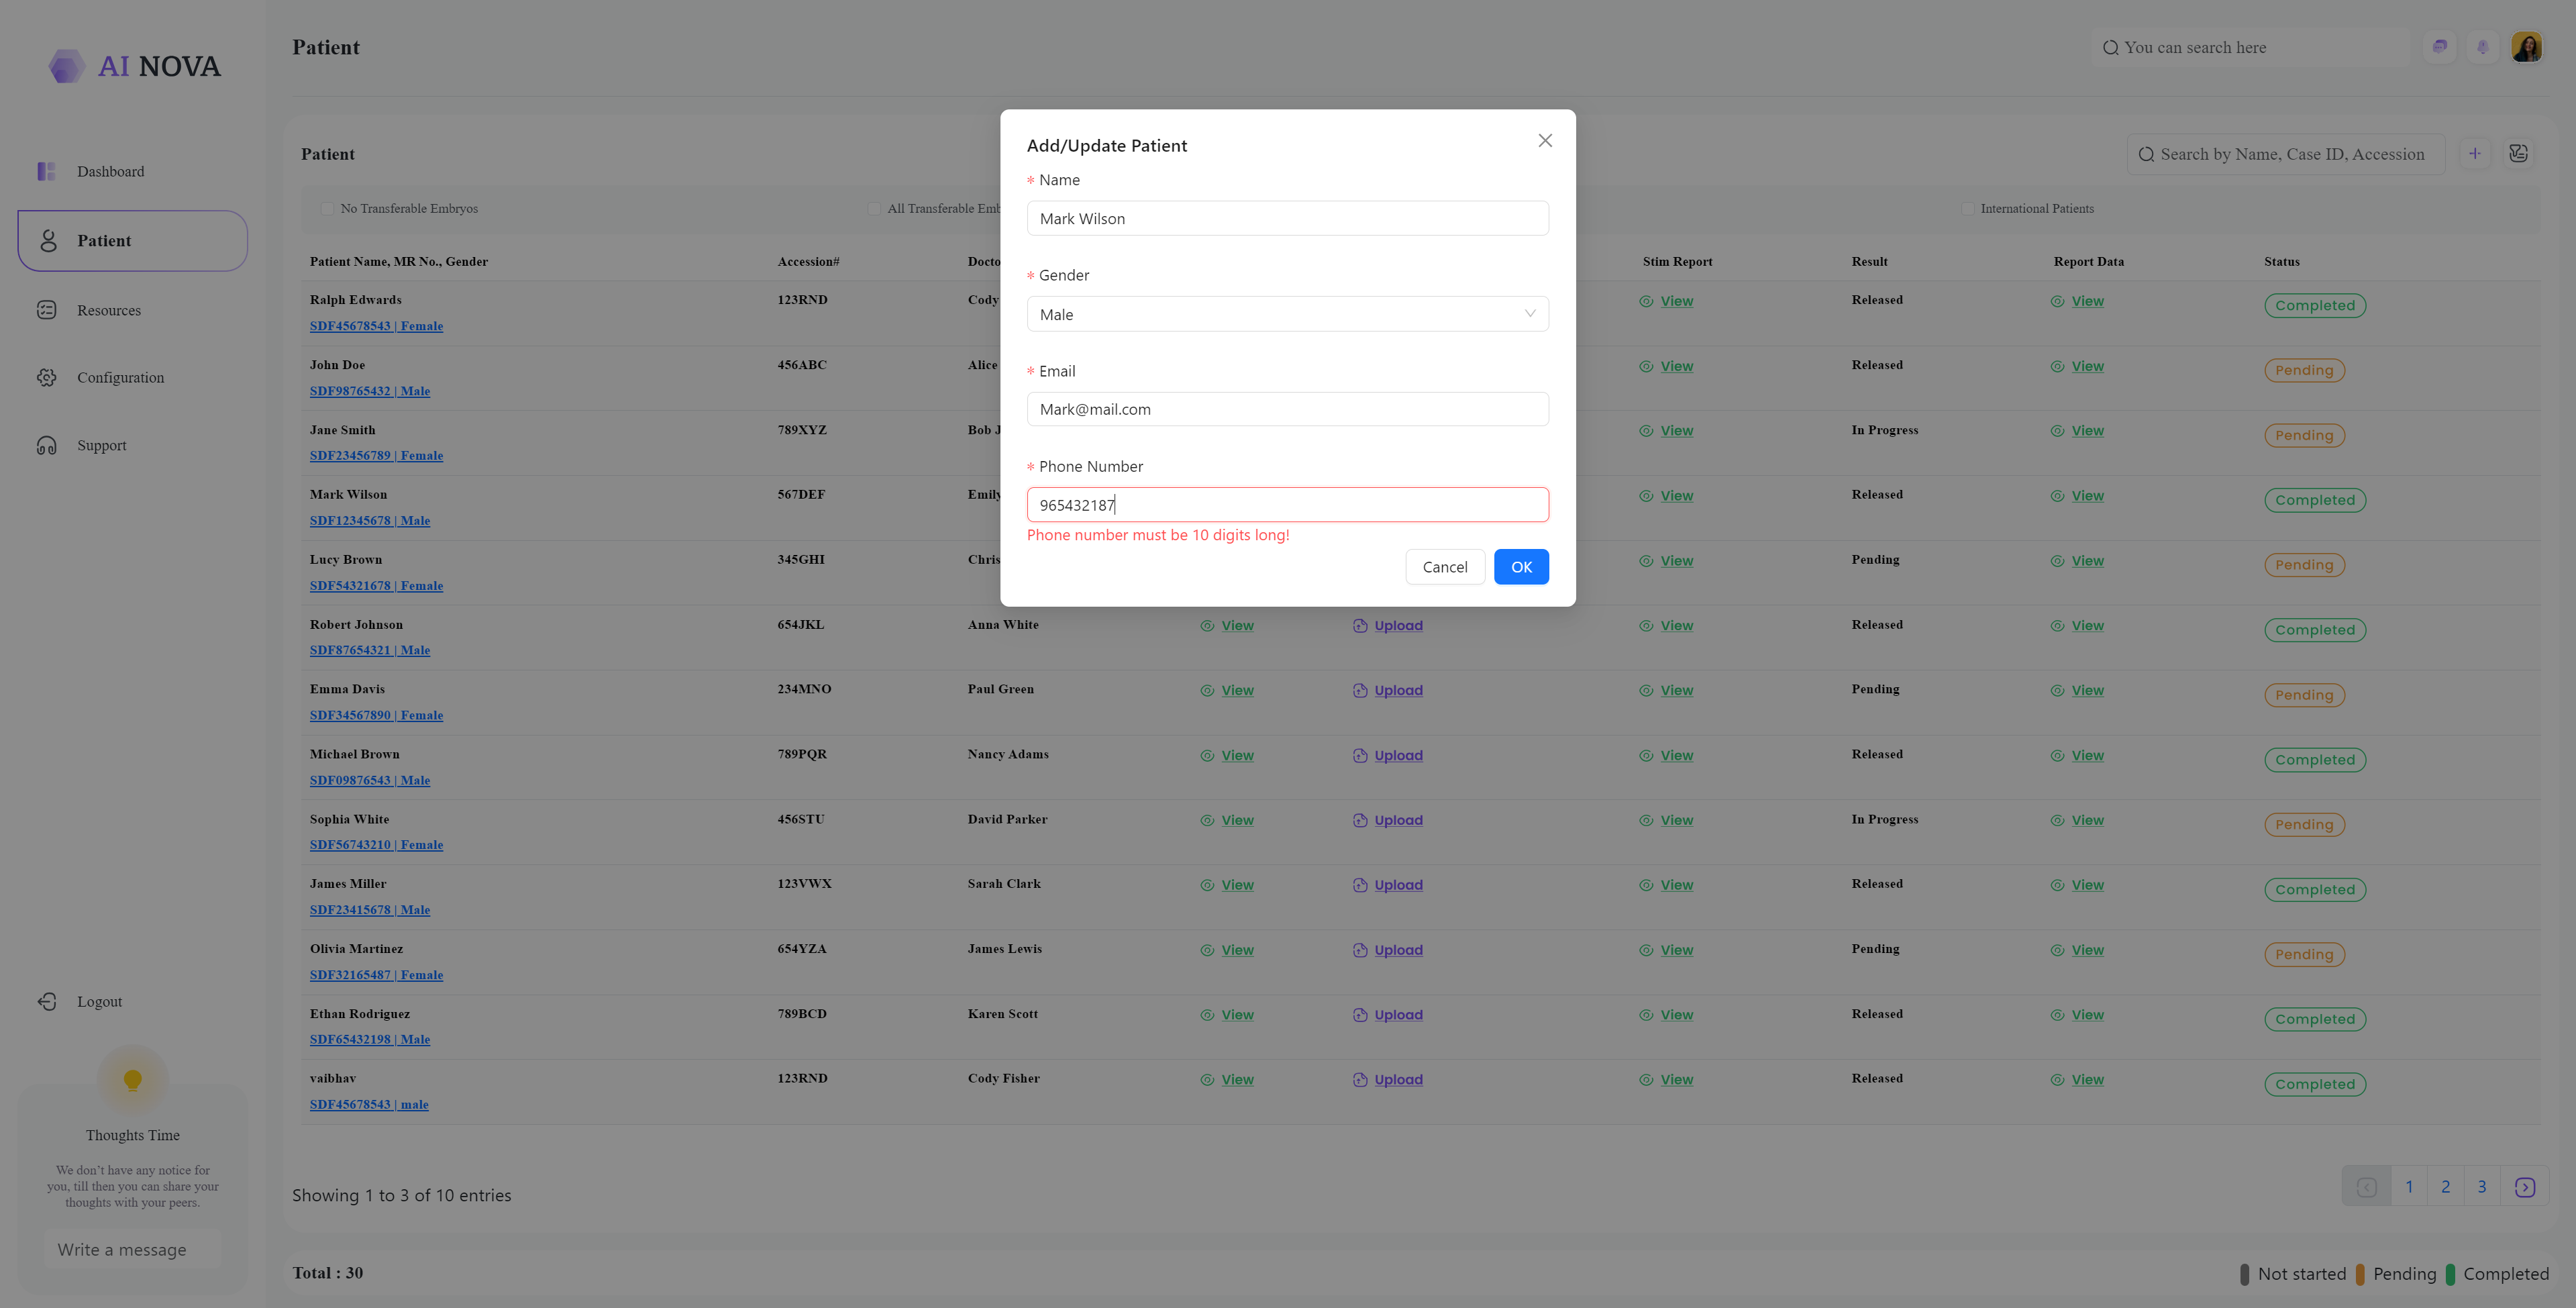 AI NOVA
Dashboard
Patient
Resources
Configuration
Support
Logout
Thoughts Time
We don’t have any notice for
you, till then you can share your
thoughts with your peers.
Write a message
Patient
You can search here
Patient
Search by Name, Case ID, Accession
No Transferable Embryos
All Transferable Emb
International Patients
Patient Name, MR No., Gender Accession# Docto Stim Report Result Report Data Status
Ralph Edwards 123RND Cody View Released View Completed
SDF45678543 | Female
John Doe 456ABC Alice View Released View Pending
SDF98765432 | Male
Jane Smith 789XYZ Bob J View In Progress View Pending
SDF23456789 | Female
Mark Wilson 567DEF Emily View Released View Completed
SDF12345678 | Male
Lucy Brown 345GHI Chris View Pending View Pending
SDF54321678 | Female
Robert Johnson 654JKL Anna White View Upload View Released View Completed
SDF87654321 | Male
Emma Davis 234MNO Paul Green View Upload View Pending View Pending
SDF34567890 | Female
Michael Brown 789PQR Nancy Adams View Upload View Released View Completed
SDF09876543 | Male
Sophia White 456STU David Parker View Upload View In Progress View Pending
SDF56743210 | Female
James Miller 123VWX Sarah Clark View Upload View Released View Completed
SDF23415678 | Male
Olivia Martinez 654YZA James Lewis View Upload View Pending View Pending
SDF32165487 | Female
Ethan Rodriguez 789BCD Karen Scott View Upload View Released View Completed
SDF65432198 | Male
vaibhav 123RND Cody Fisher View Upload View Released View Completed
SDF45678543 | male
Showing 1 to 3 of 10 entries
1 2 3
Total : 30
Not started Pending Completed
Add/Update Patient
* Name
Mark Wilson
* Gender
Male
* Email
Mark@mail.com
* Phone Number
965432187
Phone number must be 10 digits long!
Cancel OK